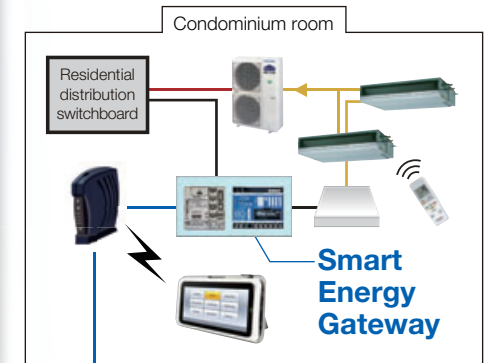 Condominium room
Residential
distribution
switchboard
Smart
Energy
Gateway